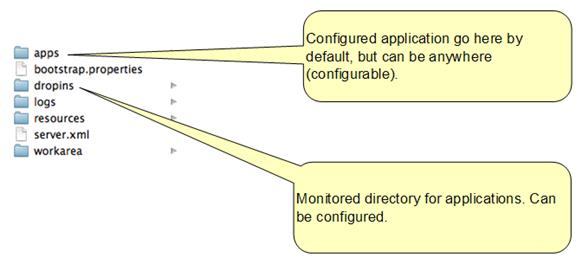 Configured application go here by
default, but can be anywhere
(configurable).
apps
bootstrap.properties
dropins
logs
resources
server.xml
workarea
Monitored directory for applications. Can
be configured.